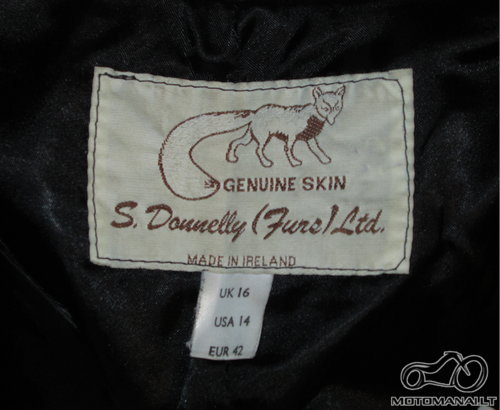 GENUINE SKIN
S. Donnelly (Furs) Ltd.
MADE IN IRELAND
UK 16
USA 14
EUR 42
MOTOMANAI.LT